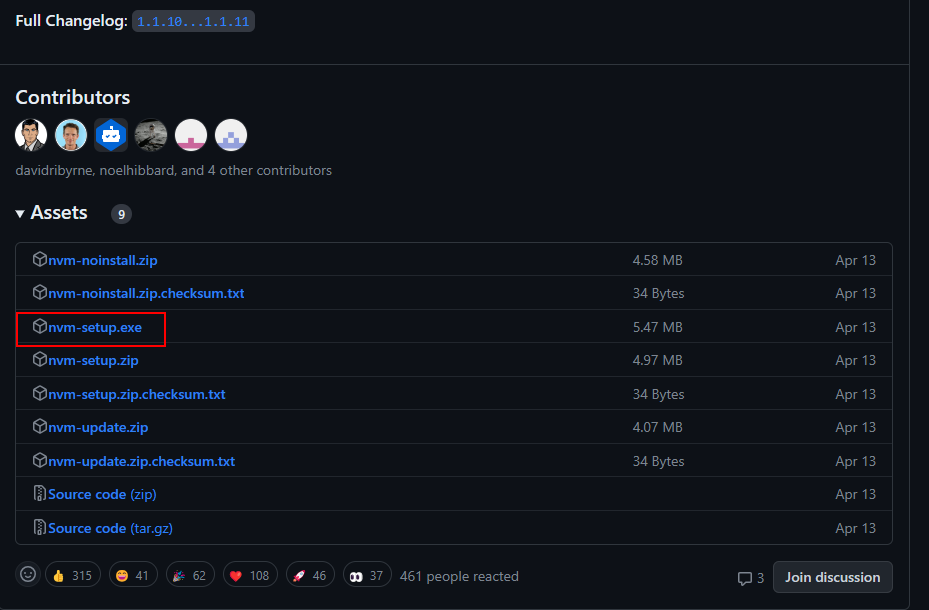 Full Changelog: 1.1.10...1.1.11
Contributors
davidribyrne, noelhibbard, and 4 other contributors
Assets 9
nvm-noinstall.zip 4.58 MB Apr 13
nvm-noinstall.zip.checksum.txt 34 Bytes Apr 13
nvm-setup.exe 5.47 MB Apr 13
nvm-setup.zip 4.97 MB Apr 13
nvm-setup.zip.checksum.txt 34 Bytes Apr 13
nvm-update.zip 4.07 MB Apr 13
nvm-update.zip.checksum.txt 34 Bytes Apr 13
Source code (zip) Apr 13
Source code (tar.gz) Apr 13
315 41 62 108 46 37 461 people reacted 3 Join discussion